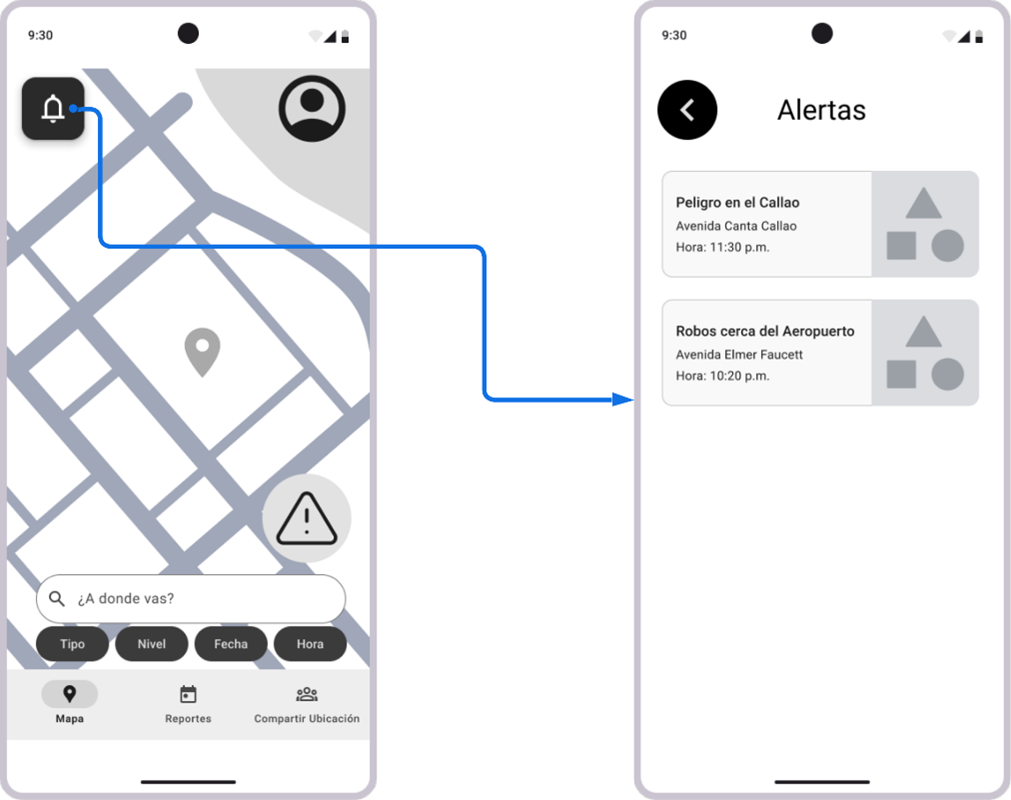 9:30
¿A donde vas?
Tipo
Nivel
Fecha
Hora
Mapa
Reportes
Compartir Ubicación
9:30
Alertas
Peligro en el Callao
Avenida Canta Callao
Hora: 11:30 p.m.
Robos cerca del Aeropuerto
Avenida Elmer Faucett
Hora: 10:20 p.m.